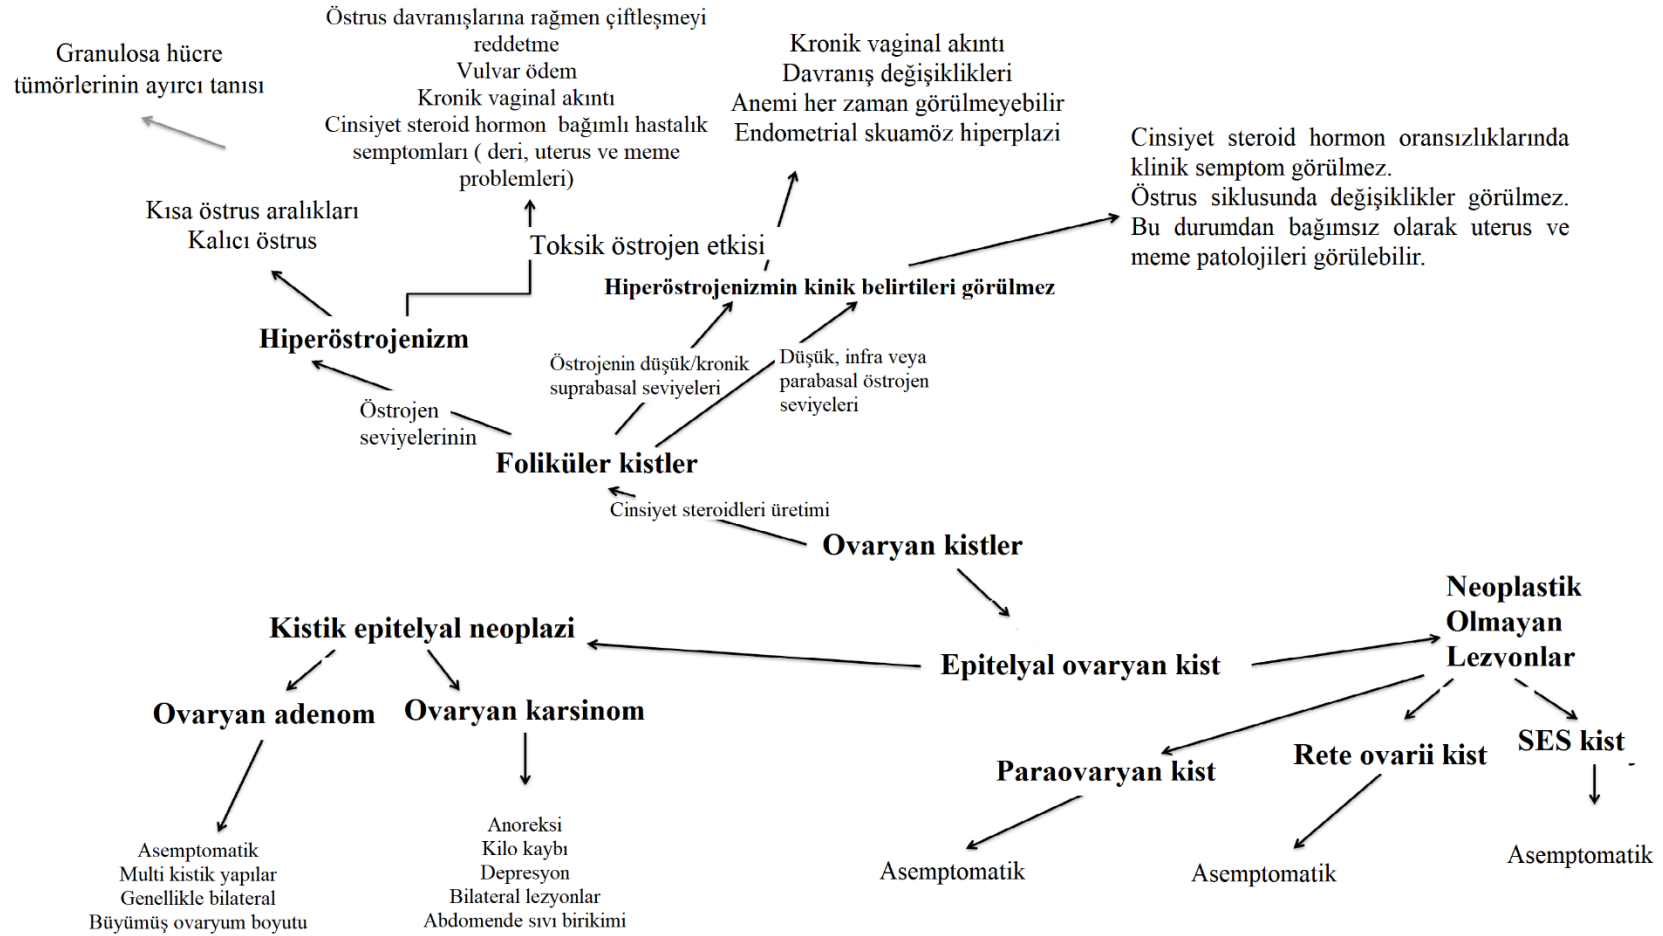 Östrus davranışlarına rağmen çiftleşmeyi
reddetme
Vulvar ödem
Kronik vaginal akıntı
Cinsiyet steroid hormon bağımlı hastalık
semptomları ( deri, uterus ve meme
problemleri)
Granulosa hücre
tümörlerinin ayırcı tanısı
Kronik vaginal akıntı
Davranış değişiklikleri
Anemi her zaman görülmeyebilir
Endometrial skuamöz hiperplazi
Cinsiyet steroid hormon oransızlıklarında
klinik semptom görülmez.
Östrus siklusunda değişiklikler görülmez.
Bu durumdan bağımsız olarak uterus ve
meme patolojileri görülebilir.
Kısa östrus aralıkları
Kalıcı östrus
Toksik östrojen etkisi
Hiperöstrojenizmin kinik belirtileri görülmez
Hiperöstrojenizm
Östrojenin düşük/kronik
suprabasal seviyeleri
Düşük, infra veya
parabasal östrojen
seviyeleri
Östrojen
seviyelerinin
Foliküler kistler
Cinsiyet steroidleri üretimi
Ovaryan kistler
Kistik epitelyal neoplazi
Epitelyal ovaryan kist
Neoplastik
Olmayan
Lezyonlar
Ovaryan adenom
Ovaryan karsinom
Paraovaryan kist
Rete ovarii kist
SES kist
Asemptomatik
Multi kistik yapılar
Genellikle bilateral
Büyümüş ovaryum boyutu
Anoreksi
Kilo kaybı
Depresyon
Bilateral lezyonlar
Abdomende sıvı birikimi
Asemptomatik
Asemptomatik
Asemptomatik